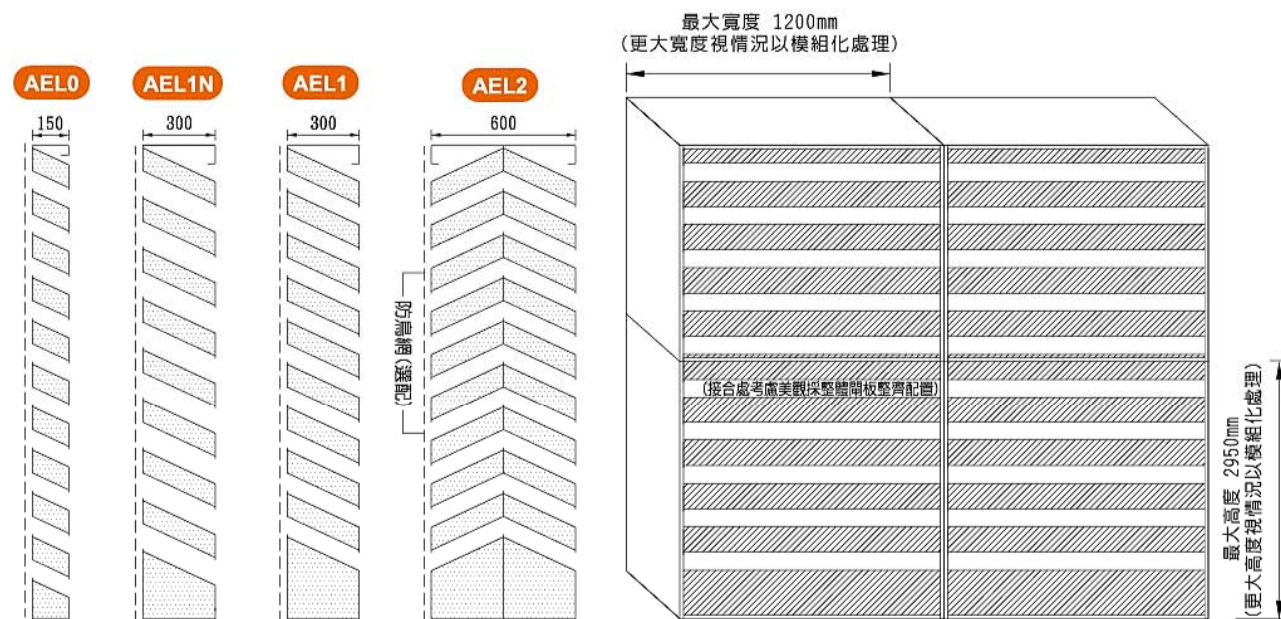 最大寬度 1200mm
(更大寬度視情況以模組化處理)
AEL0
AEL1N
AEL1
AEL2
150
300
300
600
防鳥網(選配)
(接合處考慮美觀採整體閘板整齊配置)
最大高度 2950mm
(更大高度視情況以模組化處理)